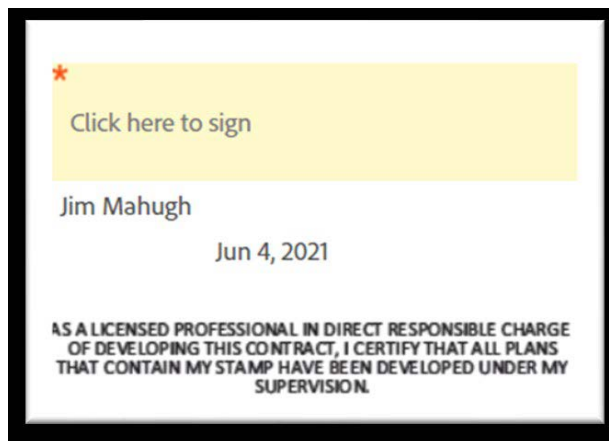 *
Click here to sign
Jim Mahugh
Jun 4, 2021
AS A LICENSED PROFESSIONAL IN DIRECT RESPONSIBLE CHARGE
OF DEVELOPING THIS CONTRACT, I CERTIFY THAT ALL PLANS
THAT CONTAIN MY STAMP HAVE BEEN DEVELOPED UNDER MY
SUPERVISION.